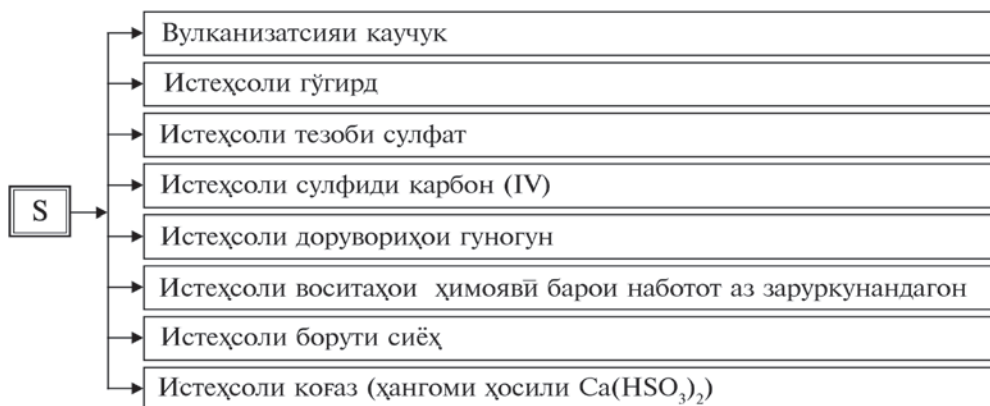 Вулканизатсияи каучук
Истеҳсоли гӯгирд
Истеҳсоли тезоби сулфат
Истеҳсоли сулфиди карбон (IV)
S
Истеҳсоли доруворихои гуногун
Истеҳсоли воситаҳои ҳимоявӣ барои наботот аз заруркунандагон
Истеҳсоли борути сиёҳ
Истеҳсоли коғаз (ҳангоми ҳосили Ca(HSO₃)₂)